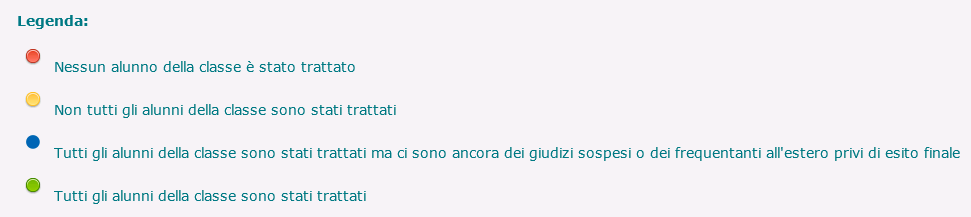 Legenda:
Nessun alunno della classe è stato trattato
Non tutti gli alunni della classe sono stati trattati
Tutti gli alunni della classe sono stati trattati ma ci sono ancora dei giudizi sospesi o dei frequentanti all'estero privi di esito finale
Tutti gli alunni della classe sono stati trattati